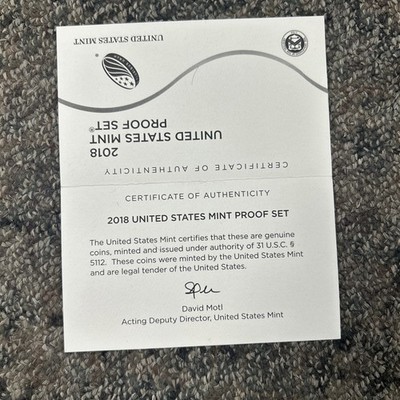 UNITED STATES MINT
2018
UNITED STATES MINT
PROOF SET®
CERTIFICATE OF AUTHENTICITY
CERTIFICATE OF AUTHENTICITY
2018 UNITED STATES MINT PROOF SET
The United States Mint certifies that these are genuine
coins, minted and issued under authority of 31 U.S.C. §
5112. These coins were minted by the United States Mint
and are legal tender of the United States.
David Motl
Acting Deputy Director, United States Mint